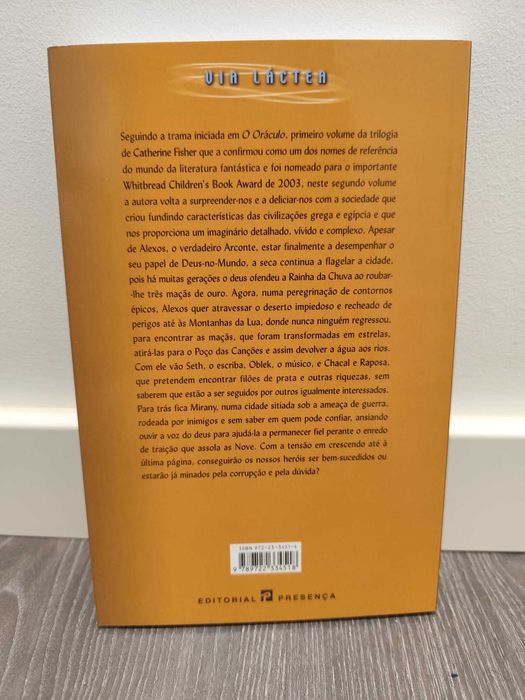 VIA LÁCTEA
Seguindo a trama iniciada em O Oráculo, primeiro volume da trilogia
de Catherine Fisher que a confirmou como um dos nomes de referência
do mundo da literatura fantástica e foi nomeado para o importante
Whitbread Children's Book Award de 2003, neste segundo volume
a autora volta a surpreender-nos e a deliciar-nos com a sociedade que
criou fundindo características das civilizações grega e egípcia e que
nos proporciona um imaginário detalhado, vívido e complexo. Apesar
de Alexos, o verdadeiro Arconte, estar finalmente a desempenhar o
seu papel de Deus-no-Mundo, a seca continua a flagelar a cidade,
pois há muitas gerações o deus ofendeu a Rainha da Chuva ao roubar-
-lhe três maçãs de ouro. Agora, numa peregrinação de contornos
épicos, Alexos quer atravessar o deserto impiedoso e recheado de
perigos até às Montanhas da Lua, donde nunca ninguém regressou,
para encontrar as maçãs, que foram transformadas em estrelas,
atirá-las para o Poço das Canções e assim devolver a água aos rios.
Com ele vão Seth, o escriba, Oblek, o músico, e Chacal e Raposa,
que pretendem encontrar filões de prata e outras riquezas, sem
saberem que estão a ser seguidos por outros igualmente interessados.
Para trás fica Mirany, numa cidade sitiada sob a ameaça de guerra,
rodeada por inimigos e sem saber em quem pode confiar, ansiando
ouvir a voz do deus para ajudá-la a permanecer fiel perante o enredo
de traição que assola as Nove. Com a tensão em crescendo até à
última página, conseguirão os nossos heróis ser bem-sucedidos ou
estarão já minados pela corrupção e pela dúvida?
ISBN 972-23-3451-6
9 789722 334518
EDITORIAL P PRESENÇA